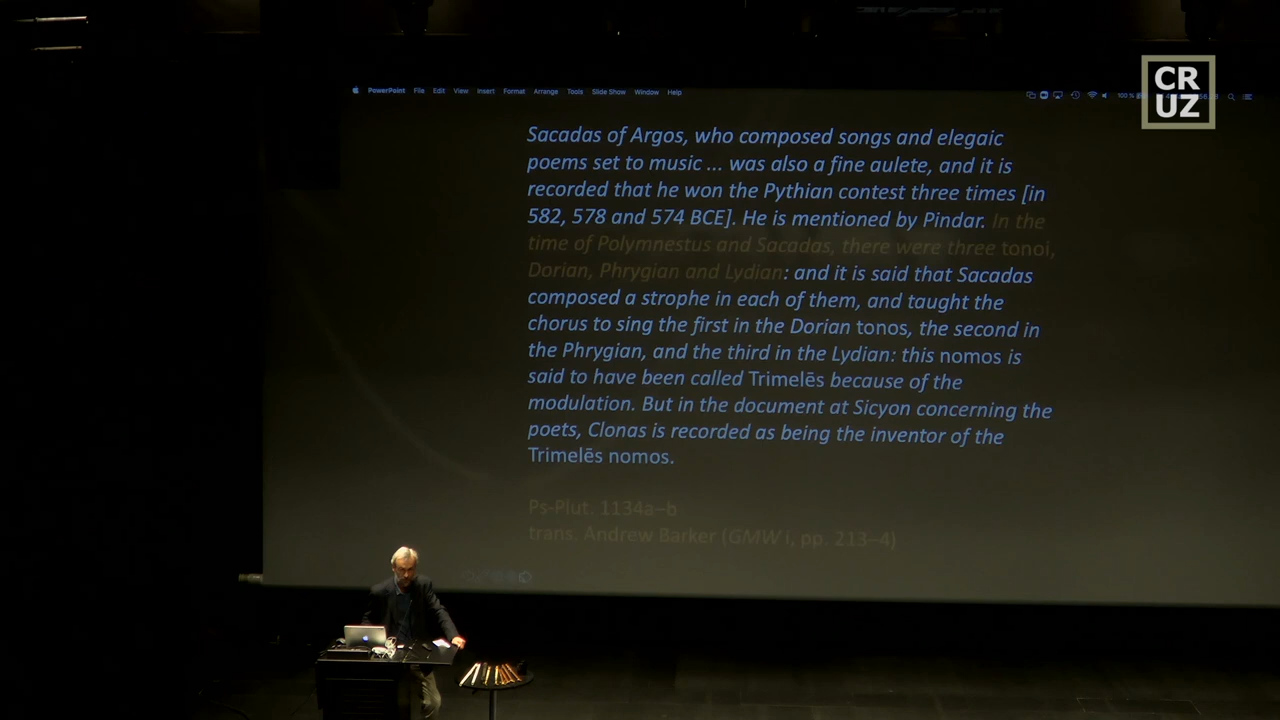 CR
UZ
PowerPoint File Edit View Insert Format Arrange Tools Slide Show Window Help
100 %
Sacadas of Argos, who composed songs and elegaic
poems set to music ... was also a fine aulete, and it is
recorded that he won the Pythian contest three times [in
582, 578 and 574 BCE]. He is mentioned by Pindar. In the
time of Polymnestus and Sacadas, there were three tonoi,
Dorian, Phrygian and Lydian: and it is said that Sacadas
composed a strophe in each of them, and taught the
chorus to sing the first in the Dorian tonos, the second in
the Phrygian, and the third in the Lydian: this nomos is
said to have been called Trimelēs because of the
modulation. But in the document at Sicyon concerning the
poets, Clonas is recorded as being the inventor of the
Trimelēs nomos.
Ps-Plut. 1134a–b
trans. Andrew Barker (GMW i, pp. 213–4)